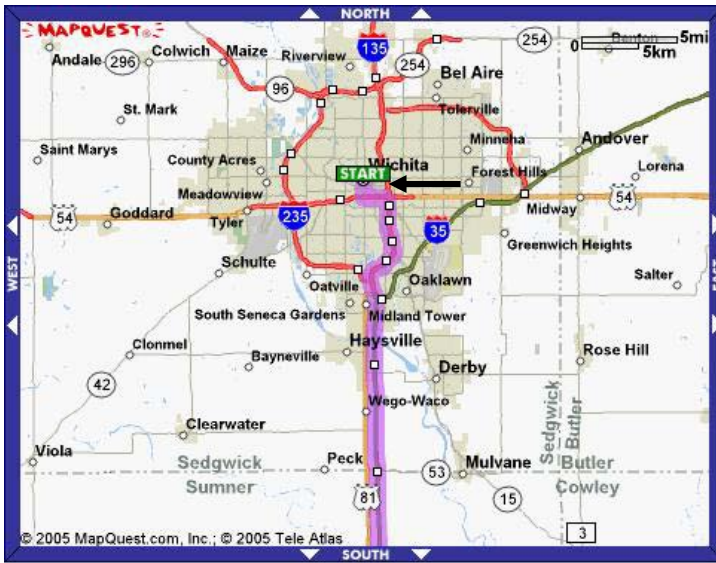 NORTH
MAPQUEST
5mi
5km
0
254
Benton
135
Andale
296
Colwich
Maize
Riverview
254
Bel Aire
96
Tolerville
St. Mark
Minneha
Andover
Saint Marys
County Acres
Wichita
START
Forest Hills
Lorena
Meadowview
54
Goddard
Tyler
235
35
Midway
54
Greenwich Heights
WEST
EAST
Schulte
Oatville
Oaklawn
Salter
South Seneca Gardens
Midland Tower
Clonmel
Bayneville
Haysville
Rose Hill
42
Derby
Wego-Waco
Clearwater
Sedgwick
Butler
Viola
Sedgwick
Peck
53
Mulvane
Butler
Sumner
81
15
Cowley
3
© 2005 MapQuest.com, Inc.; © 2005 Tele Atlas
SOUTH